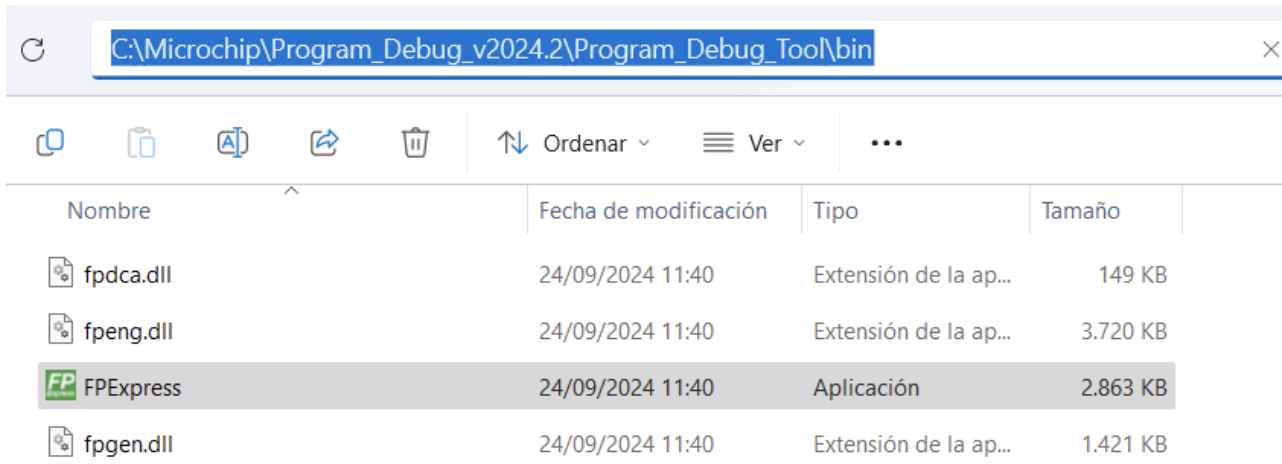 C:\Microchip\Program_Debug_v2024.2\Program_Debug_Tool\bin
Ordenar Ver
Nombre Fecha de modificación Tipo Tamaño
fpdca.dll 24/09/2024 11:40 Extensión de la ap... 149 KB
fpeng.dll 24/09/2024 11:40 Extensión de la ap... 3.720 KB
FP FPExpress 24/09/2024 11:40 Aplicación 2.863 KB
fpgen.dll 24/09/2024 11:40 Extensión de la ap... 1.421 KB